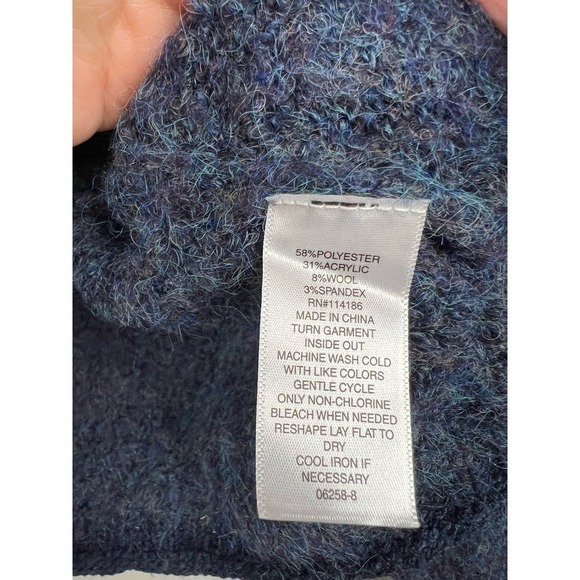 58%POLYESTER
31%ACRYLIC
8%WOOL
3%SPANDEX
RN#114186
MADE IN CHINA
TURN GARMENT
INSIDE OUT
MACHINE WASH COLD
WITH LIKE COLORS
GENTLE CYCLE
ONLY NON-CHLORINE
BLEACH WHEN NEEDED
RESHAPE LAY FLAT TO
DRY
COOL IRON IF
NECESSARY
06258-8